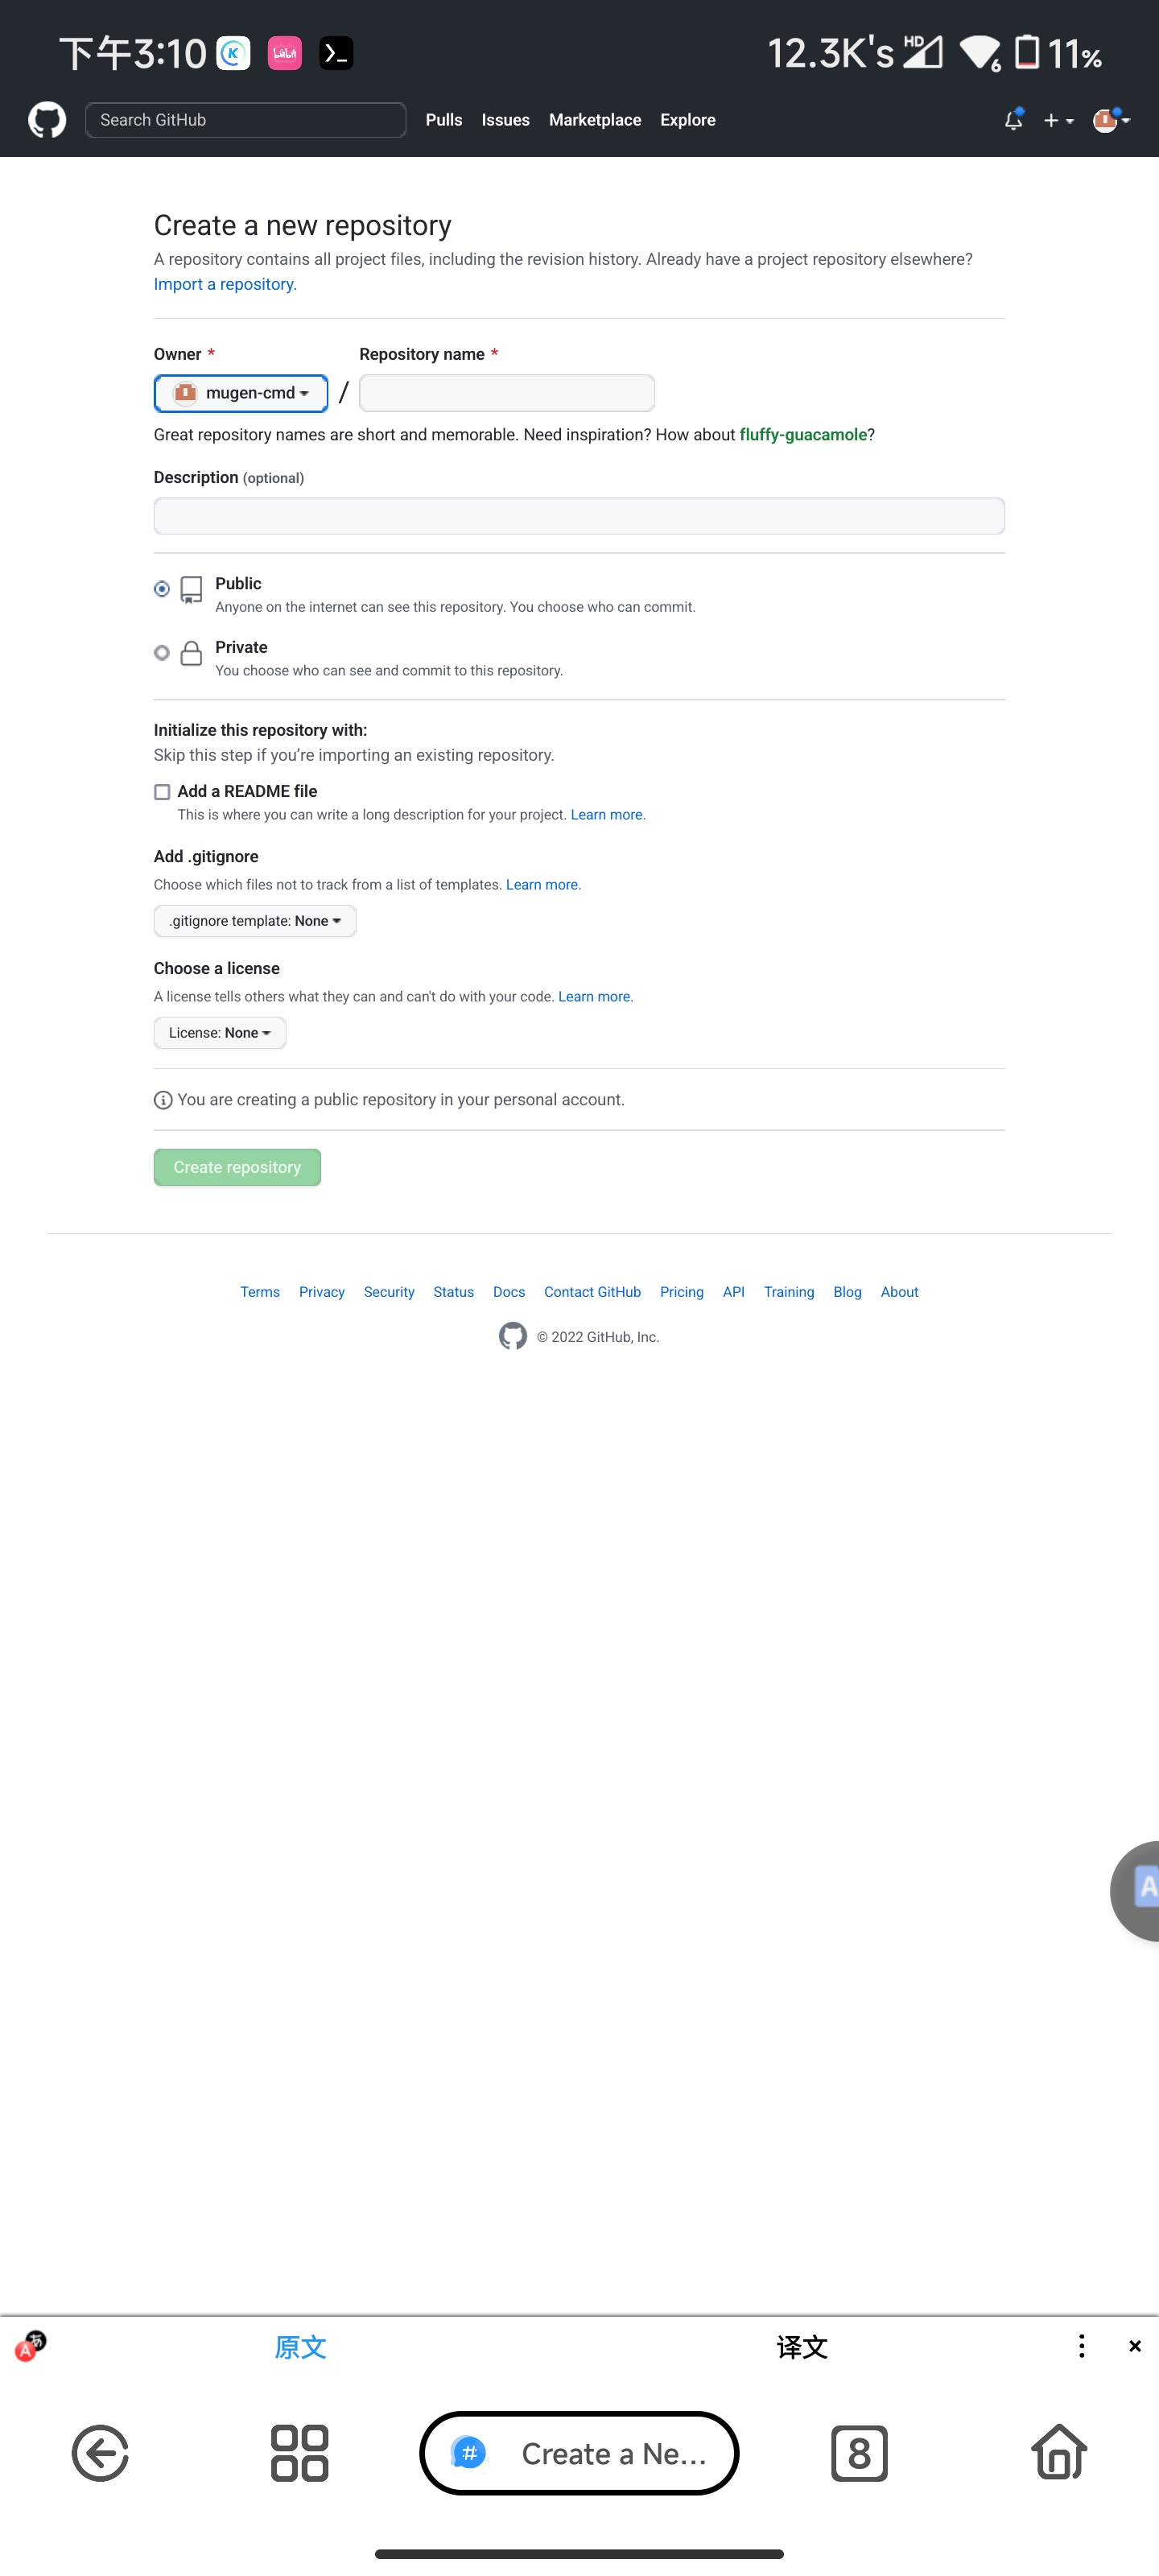 下午3:10 12.3K's HD 6 11%
Search GitHub Pulls Issues Marketplace Explore
Create a new repository
A repository contains all project files, including the revision history. Already have a project repository elsewhere?
Import a repository.
Owner * Repository name *
mugen-cmd /
Great repository names are short and memorable. Need inspiration? How about fluffy-guacamole?
Description (optional)
Public
Anyone on the internet can see this repository. You choose who can commit.
Private
You choose who can see and commit to this repository.
Initialize this repository with:
Skip this step if you’re importing an existing repository.
Add a README file
This is where you can write a long description for your project. Learn more.
Add .gitignore
Choose which files not to track from a list of templates. Learn more.
.gitignore template: None
Choose a license
A license tells others what they can and can't do with your code. Learn more.
License: None
You are creating a public repository in your personal account.
Create repository
Terms Privacy Security Status Docs Contact GitHub Pricing API Training Blog About
© 2022 GitHub, Inc.
A
A あ 原文 译文
# Create a Ne... 8